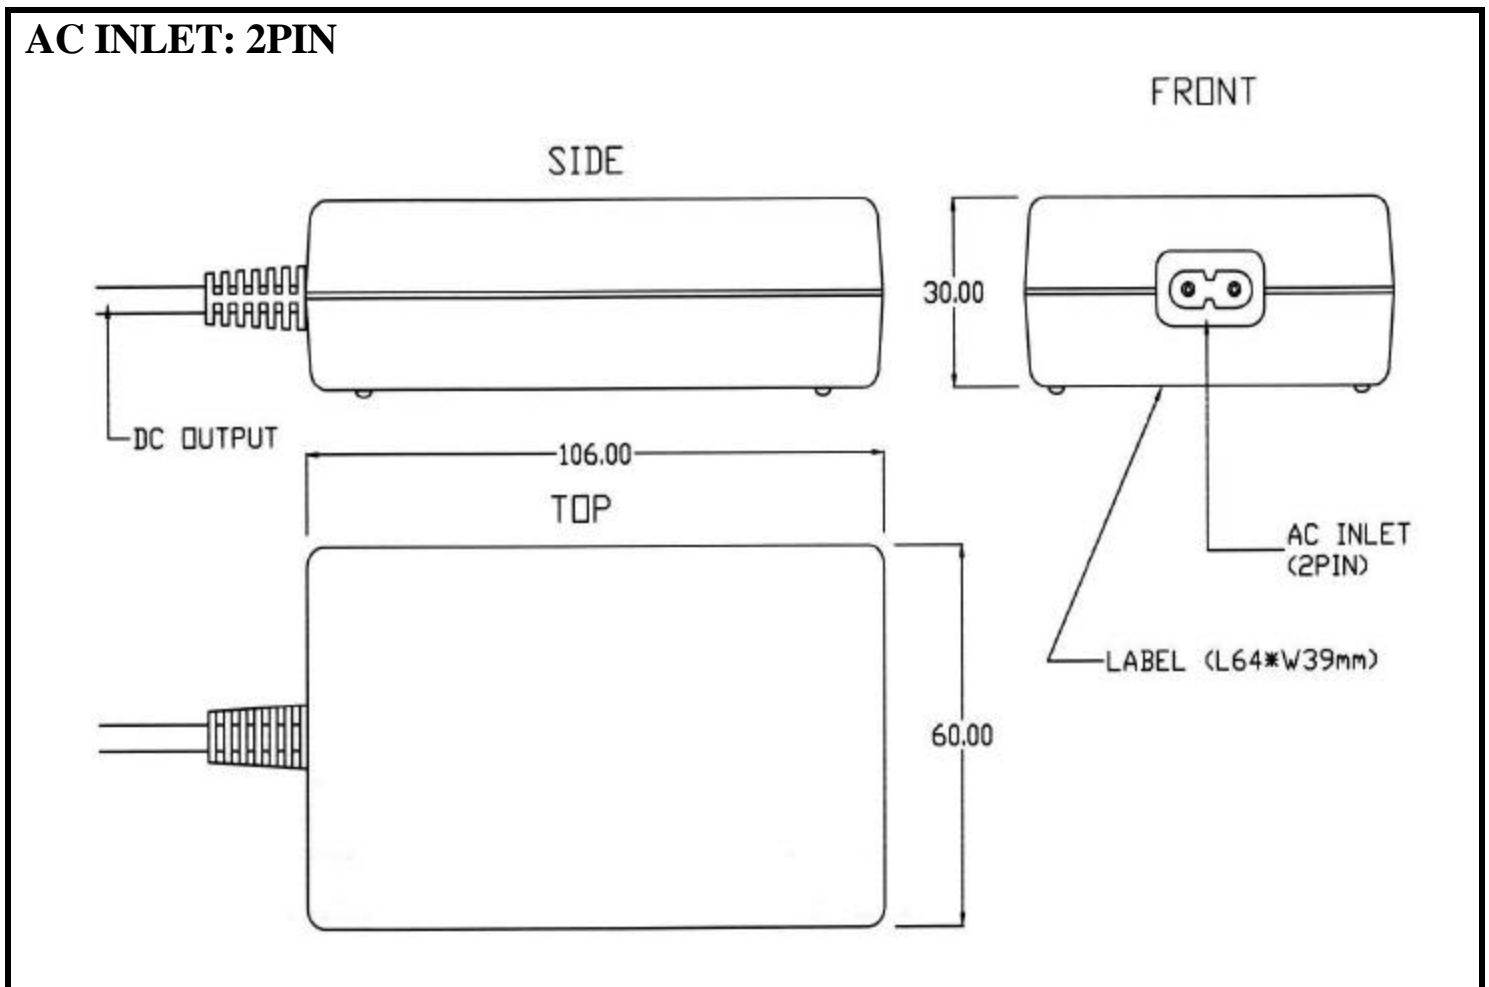 AC INLET: 2PIN
FRONT
SIDE
30.00
DC OUTPUT
106.00
TOP
AC INLET
(2PIN)
LABEL (L64*W39mm)
60.00